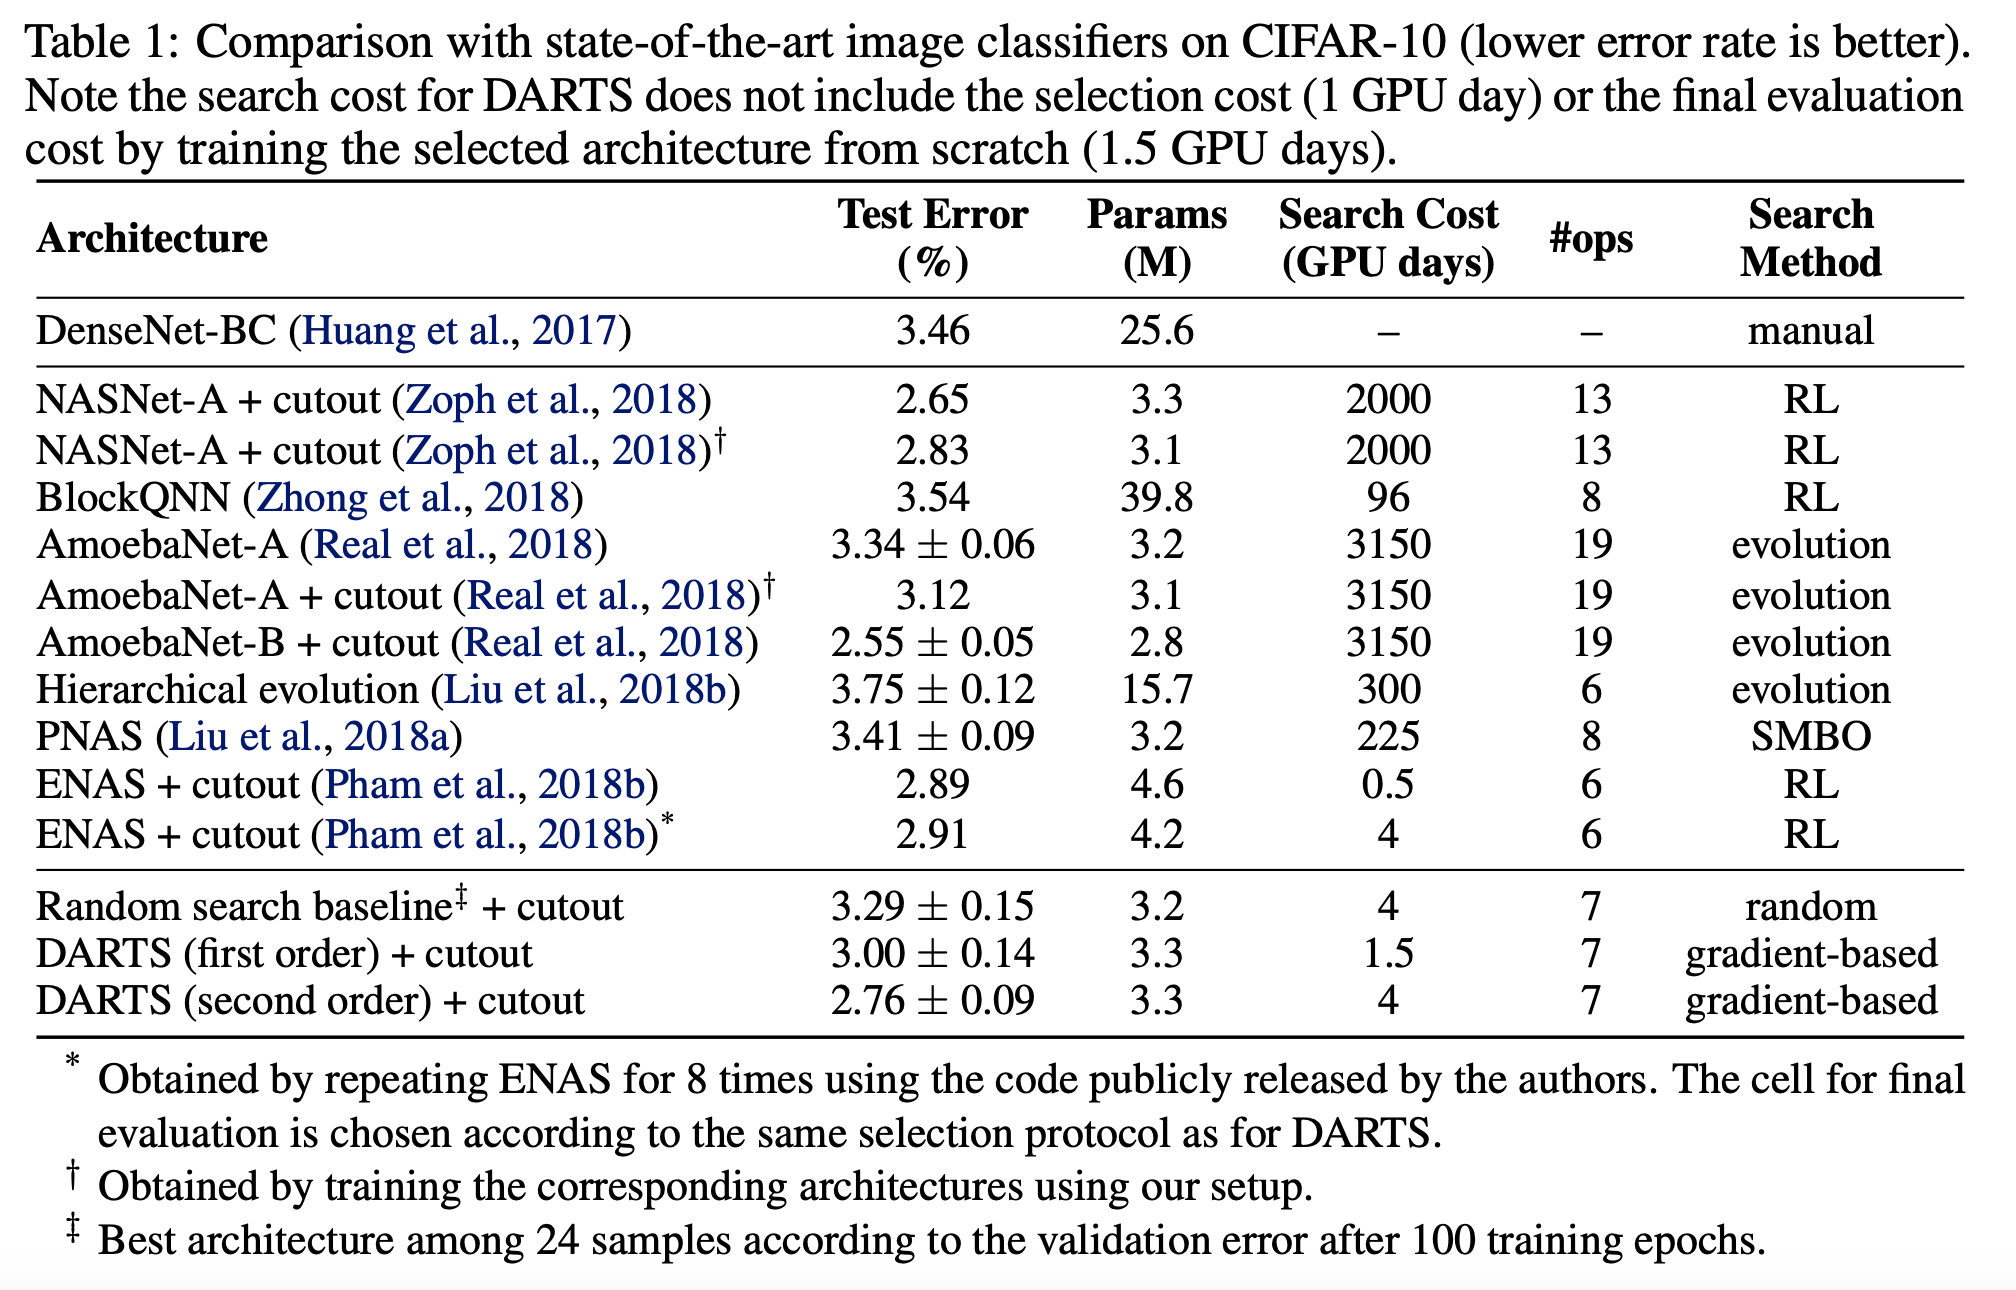 Table 1: Comparison with state-of-the-art image classifiers on CIFAR-10 (lower error rate is better).
Note the search cost for DARTS does not include the selection cost (1 GPU day) or the final evaluation
cost by training the selected architecture from scratch (1.5 GPU days).
Architecture Test Error (%) Params (M) Search Cost (GPU days) #ops Search Method
DenseNet-BC (Huang et al., 2017) 3.46 25.6 – – manual
NASNet-A + cutout (Zoph et al., 2018) 2.65 3.3 2000 13 RL
NASNet-A + cutout (Zoph et al., 2018)† 2.83 3.1 2000 13 RL
BlockQNN (Zhong et al., 2018) 3.54 39.8 96 8 RL
AmoebaNet-A (Real et al., 2018) 3.34 ± 0.06 3.2 3150 19 evolution
AmoebaNet-A + cutout (Real et al., 2018)† 3.12 3.1 3150 19 evolution
AmoebaNet-B + cutout (Real et al., 2018) 2.55 ± 0.05 2.8 3150 19 evolution
Hierarchical evolution (Liu et al., 2018b) 3.75 ± 0.12 15.7 300 6 evolution
PNAS (Liu et al., 2018a) 3.41 ± 0.09 3.2 225 8 SMBO
ENAS + cutout (Pham et al., 2018b) 2.89 4.6 0.5 6 RL
ENAS + cutout (Pham et al., 2018b)* 2.91 4.2 4 6 RL
Random search baseline‡ + cutout 3.29 ± 0.15 3.2 4 7 random
DARTS (first order) + cutout 3.00 ± 0.14 3.3 1.5 7 gradient-based
DARTS (second order) + cutout 2.76 ± 0.09 3.3 4 7 gradient-based
* Obtained by repeating ENAS for 8 times using the code publicly released by the authors. The cell for final
evaluation is chosen according to the same selection protocol as for DARTS.
† Obtained by training the corresponding architectures using our setup.
‡ Best architecture among 24 samples according to the validation error after 100 training epochs.